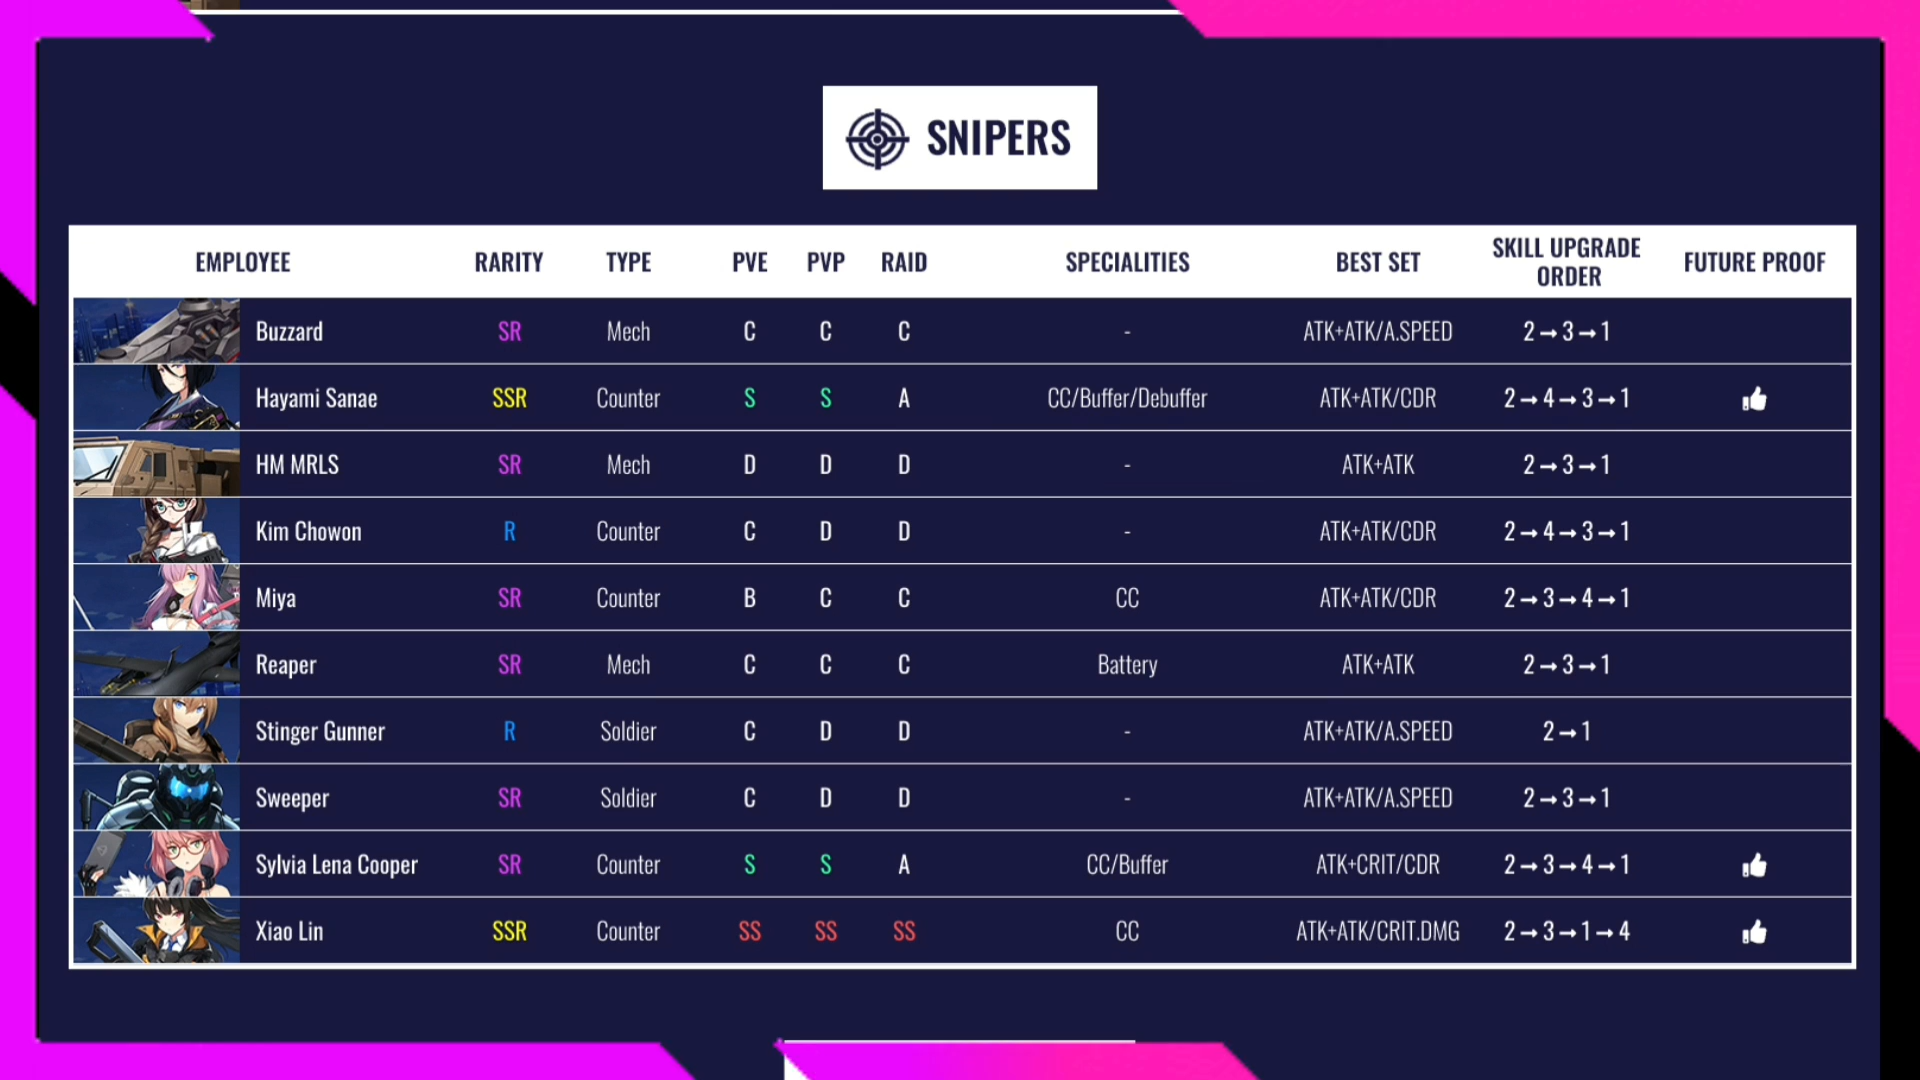 SNIPERS
EMPLOYEE RARITY TYPE PVE PVP RAID SPECIALITIES BEST SET SKILL UPGRADE ORDER FUTURE PROOF
Buzzard SR Mech C C C - ATK+ATK/A.SPEED 2→3→1
Hayami Sanae SSR Counter S S A CC/Buffer/Debuffer ATK+ATK/CDR 2→4→3→1
HM MRLS SR Mech D D D - ATK+ATK 2→3→1
Kim Chowon R Counter C D D - ATK+ATK/CDR 2→4→3→1
Miya SR Counter B C C CC ATK+ATK/CDR 2→3→4→1
Reaper SR Mech C C C Battery ATK+ATK 2→3→1
Stinger Gunner R Soldier C D D - ATK+ATK/A.SPEED 2→1
Sweeper SR Soldier C D D - ATK+ATK/A.SPEED 2→3→1
Sylvia Lena Cooper SR Counter S S A CC/Buffer ATK+CRIT/CDR 2→3→4→1
Xiao Lin SSR Counter SS SS SS CC ATK+ATK/CRIT.DMG 2→3→1→4